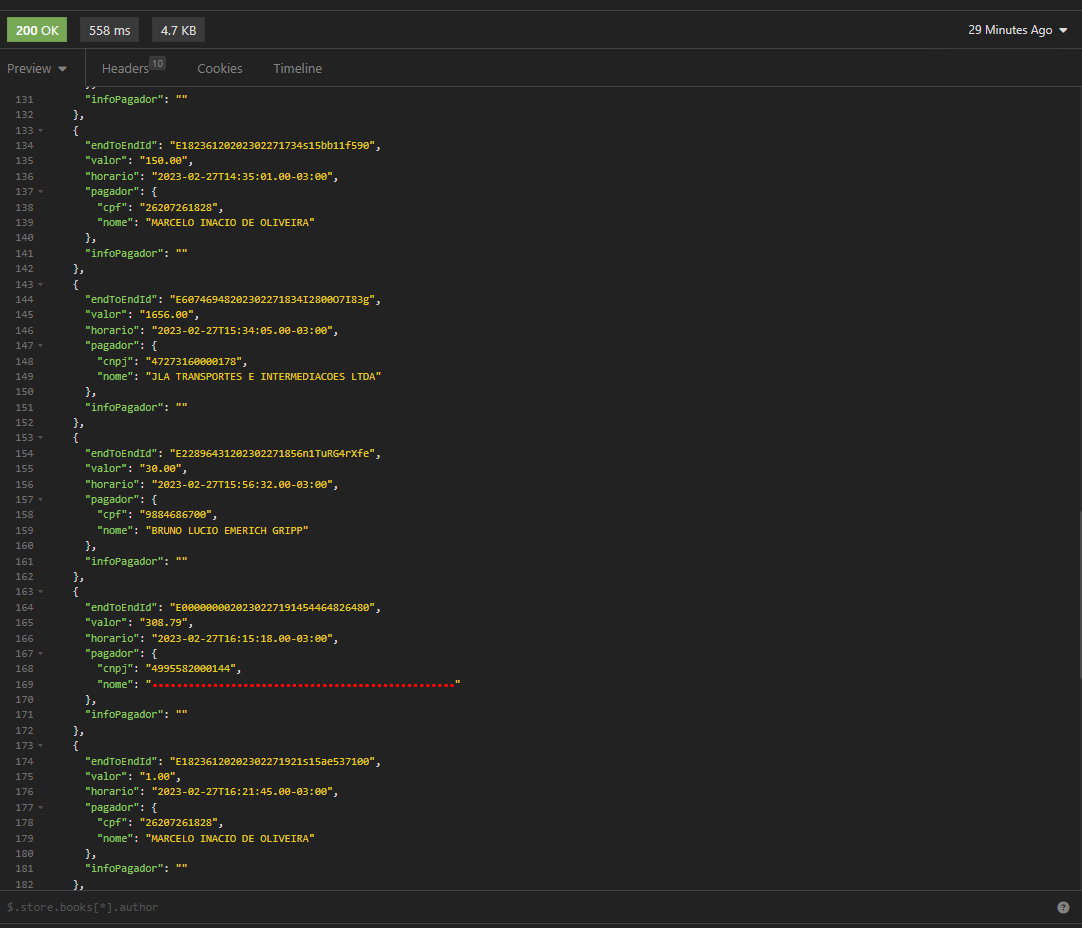 200 OK 558 ms 4.7 KB 29 Minutes Ago
Preview Headers 10 Cookies Timeline
131 "infoPagador": ""
132 },
133 {
134 "endToEndId": "E18236120202302271734s15bb11f590",
135 "valor": "150.00",
136 "horario": "2023-02-27T14:35:01.00-03:00",
137 "pagador": {
138 "cpf": "26207261828",
139 "nome": "MARCELO INACIO DE OLIVEIRA"
140 },
141 "infoPagador": ""
142 },
143 {
144 "endToEndId": "E60746948202302271834I2800O7I83g",
145 "valor": "1656.00",
146 "horario": "2023-02-27T15:34:05.00-03:00",
147 "pagador": {
148 "cnpj": "47273160000178",
149 "nome": "JLA TRANSPORTES E INTERMEDIACOES LTDA"
150 },
151 "infoPagador": ""
152 },
153 {
154 "endToEndId": "E22896431202302271856n1TuRG4rXfe",
155 "valor": "30.00",
156 "horario": "2023-02-27T15:56:32.00-03:00",
157 "pagador": {
158 "cpf": "9884686700",
159 "nome": "BRUNO LUCIO EMERICH GRIPP"
160 },
161 "infoPagador": ""
162 },
163 {
164 "endToEndId": "E00000000202302271914544648​26480",
165 "valor": "308.79",
166 "horario": "2023-02-27T16:15:18.00-03:00",
167 "pagador": {
168 "cnpj": "4995582000144",
169 "nome": "••••••••••••••••••••••••••••••••••••••••••••••••••"
170 },
171 "infoPagador": ""
172 },
173 {
174 "endToEndId": "E18236120202302271921s15ae537100",
175 "valor": "1.00",
176 "horario": "2023-02-27T16:21:45.00-03:00",
177 "pagador": {
178 "cpf": "26207261828",
179 "nome": "MARCELO INACIO DE OLIVEIRA"
180 },
181 "infoPagador": ""
182 },
$.store.books[*].author